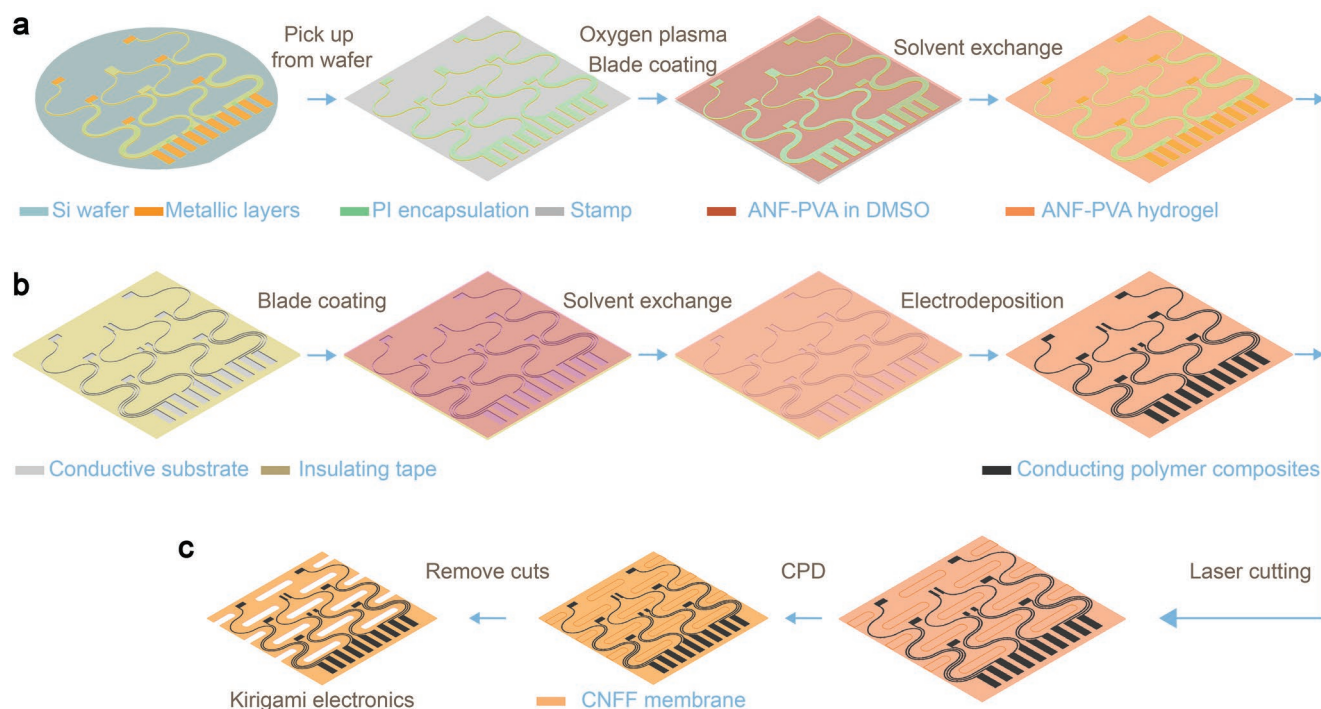 a
Pick up
from wafer
Oxygen plasma
Blade coating
Solvent exchange
Si wafer
Metallic layers
PI encapsulation
Stamp
ANF-PVA in DMSO
ANF-PVA hydrogel
b
Blade coating
Solvent exchange
Electrodeposition
Conductive substrate
Insulating tape
Conducting polymer composites
c
Remove cuts
CPD
Laser cutting
Kirigami electronics
CNFF membrane